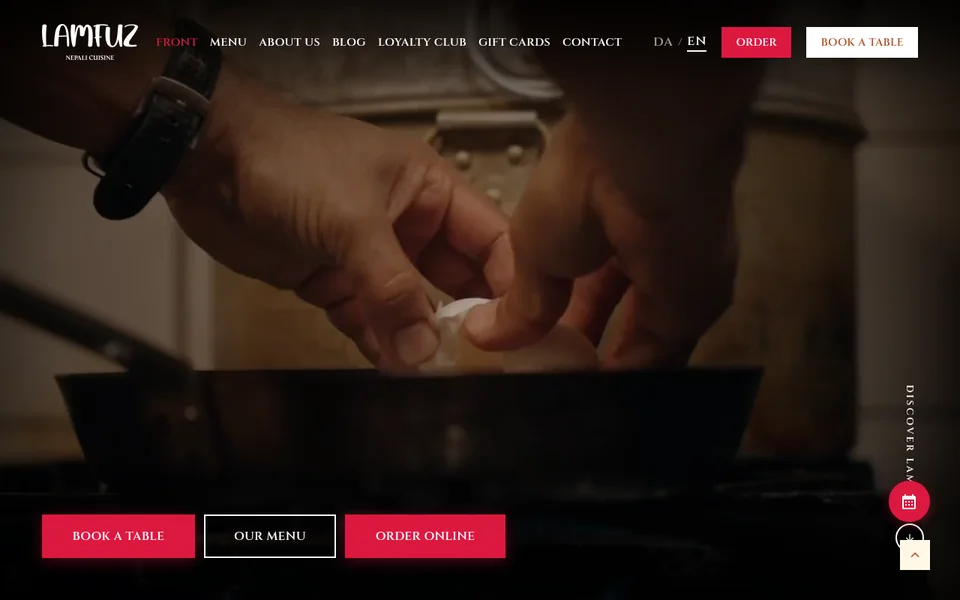 LAMFUZ
NEPALI CUISINE
FRONT MENU ABOUT US BLOG LOYALTY CLUB GIFT CARDS CONTACT
DA / EN
ORDER
BOOK A TABLE
DISCOVER LAM
BOOK A TABLE
OUR MENU
ORDER ONLINE